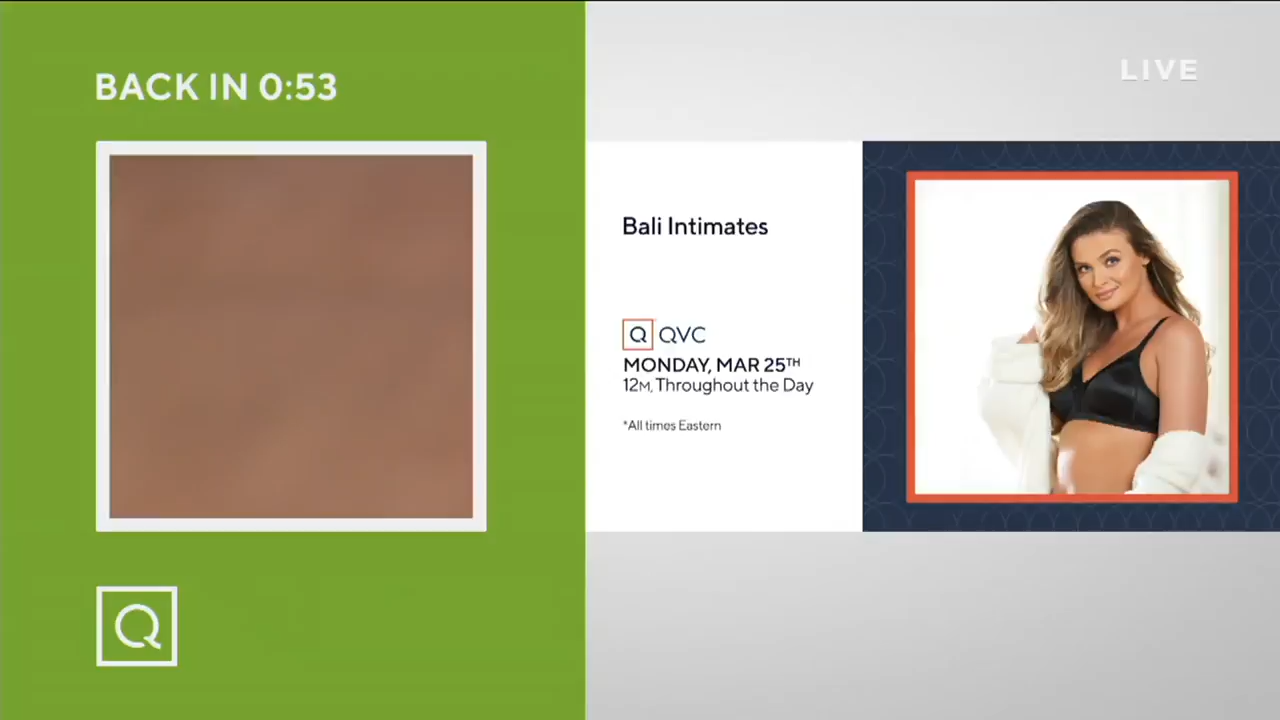 BACK IN 0:53
LIVE
Bali Intimates
Q QVC
MONDAY, MAR 25TH
12M, Throughout the Day
*All times Eastern
Q